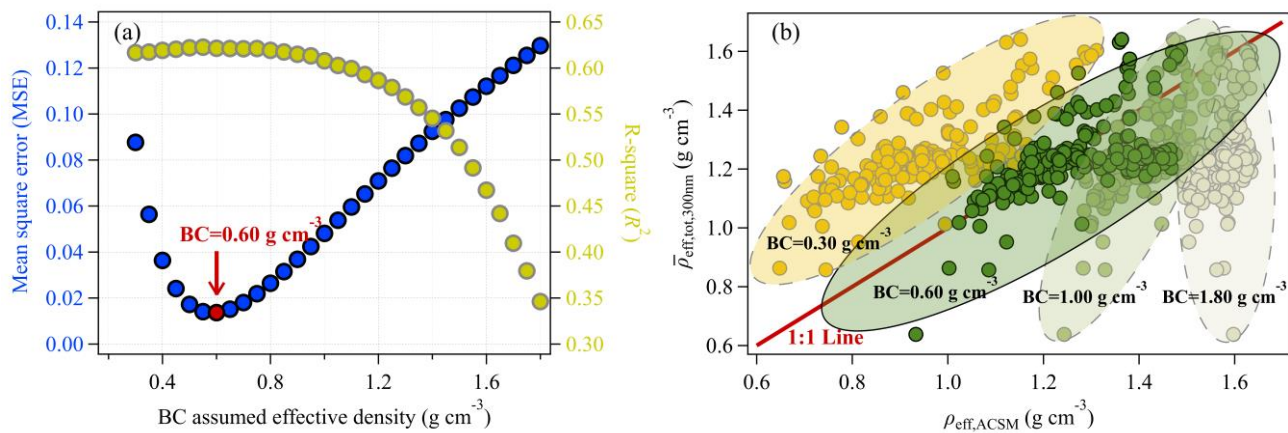 (a)
0.14
0.12
0.10
0.08
0.06
0.04
0.02
0.00
Mean square error (MSE)
0.65
0.60
0.55
0.50
0.45
0.40
0.35
0.30
R-square (R²)
BC=0.60 g cm⁻³
0.4 0.8 1.2 1.6
BC assumed effective density (g cm⁻³)
(b)
1.6
1.4
1.2
1.0
0.8
0.6
ρ̄eff,tot,300nm (g cm⁻³)
BC=0.30 g cm⁻³
BC=0.60 g cm⁻³
BC=1.00 g cm⁻³
BC=1.80 g cm⁻³
1:1 Line
0.6 0.8 1.0 1.2 1.4 1.6
ρeff,ACSM (g cm⁻³)